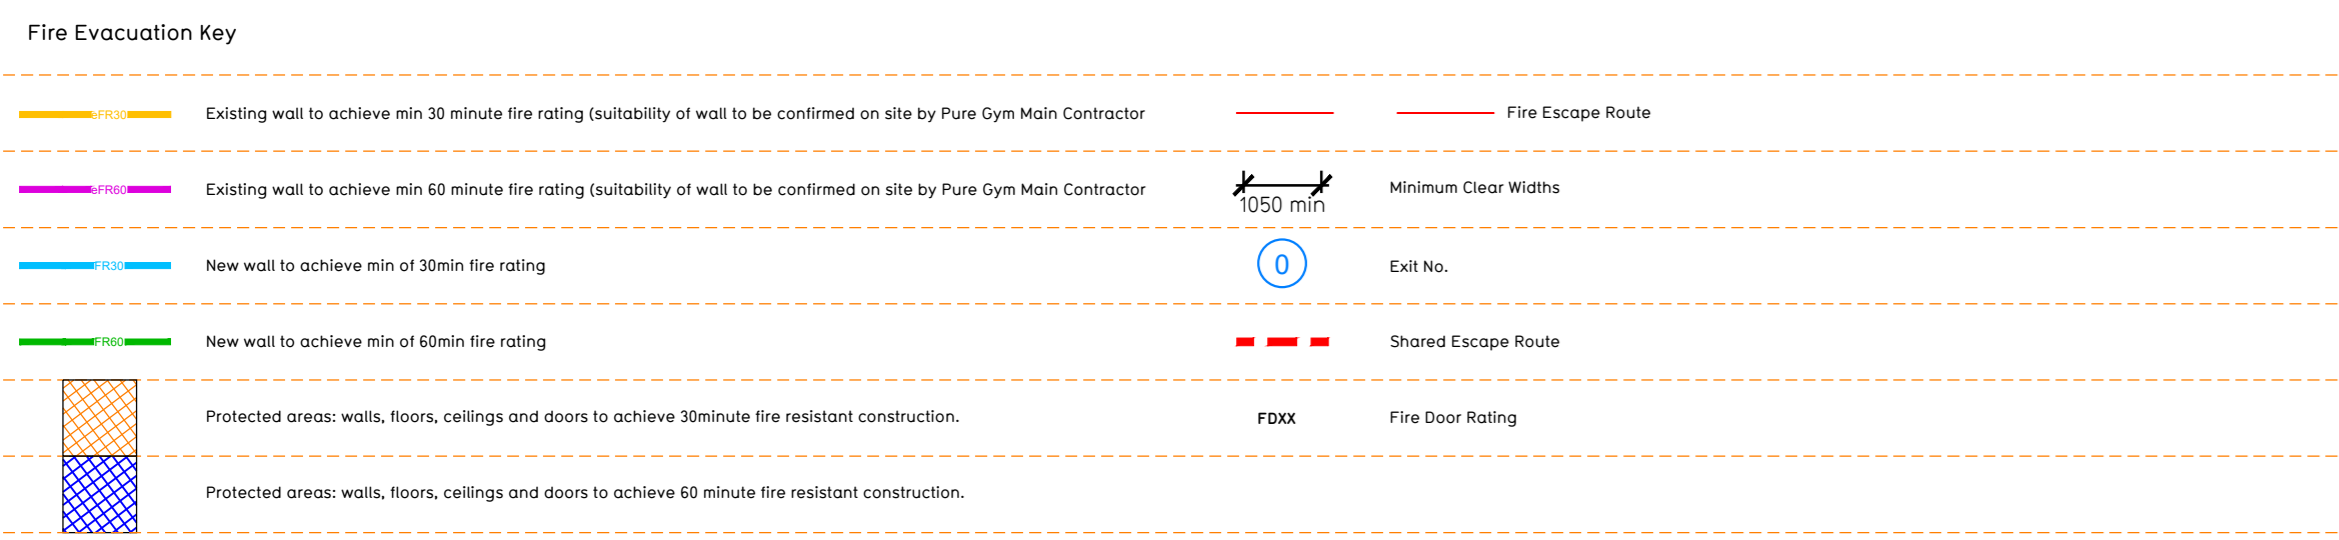 Fire Evacuation Key
eFR30 Existing wall to achieve min 30 minute fire rating (suitability of wall to be confirmed on site by Pure Gym Main Contractor
Fire Escape Route
eFR60 Existing wall to achieve min 60 minute fire rating (suitability of wall to be confirmed on site by Pure Gym Main Contractor
1050 min Minimum Clear Widths
FR30 New wall to achieve min of 30min fire rating
0 Exit No.
FR60 New wall to achieve min of 60min fire rating
Shared Escape Route
Protected areas: walls, floors, ceilings and doors to achieve 30minute fire resistant construction.
FDXX Fire Door Rating
Protected areas: walls, floors, ceilings and doors to achieve 60 minute fire resistant construction.